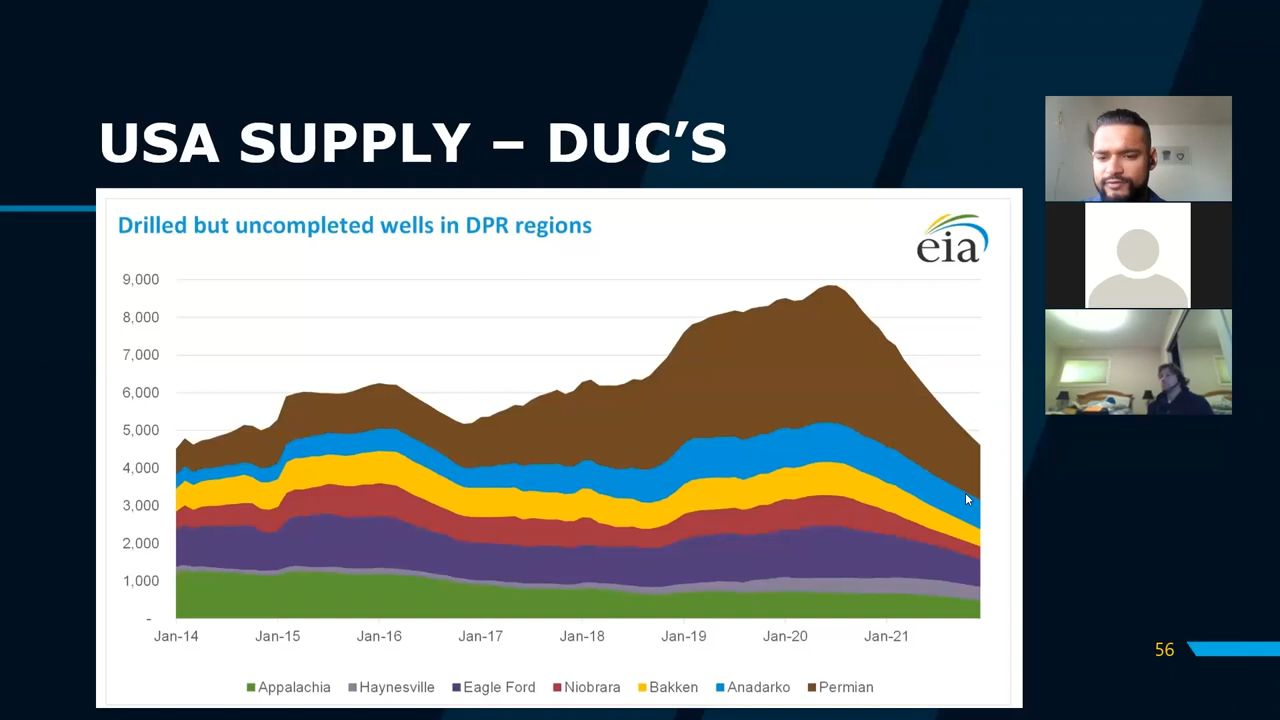 USA SUPPLY – DUC’S
Drilled but uncompleted wells in DPR regions
eia
9,000
8,000
7,000
6,000
5,000
4,000
3,000
2,000
1,000
-
Jan-14 Jan-15 Jan-16 Jan-17 Jan-18 Jan-19 Jan-20 Jan-21
Appalachia Haynesville Eagle Ford Niobrara Bakken Anadarko Permian
56